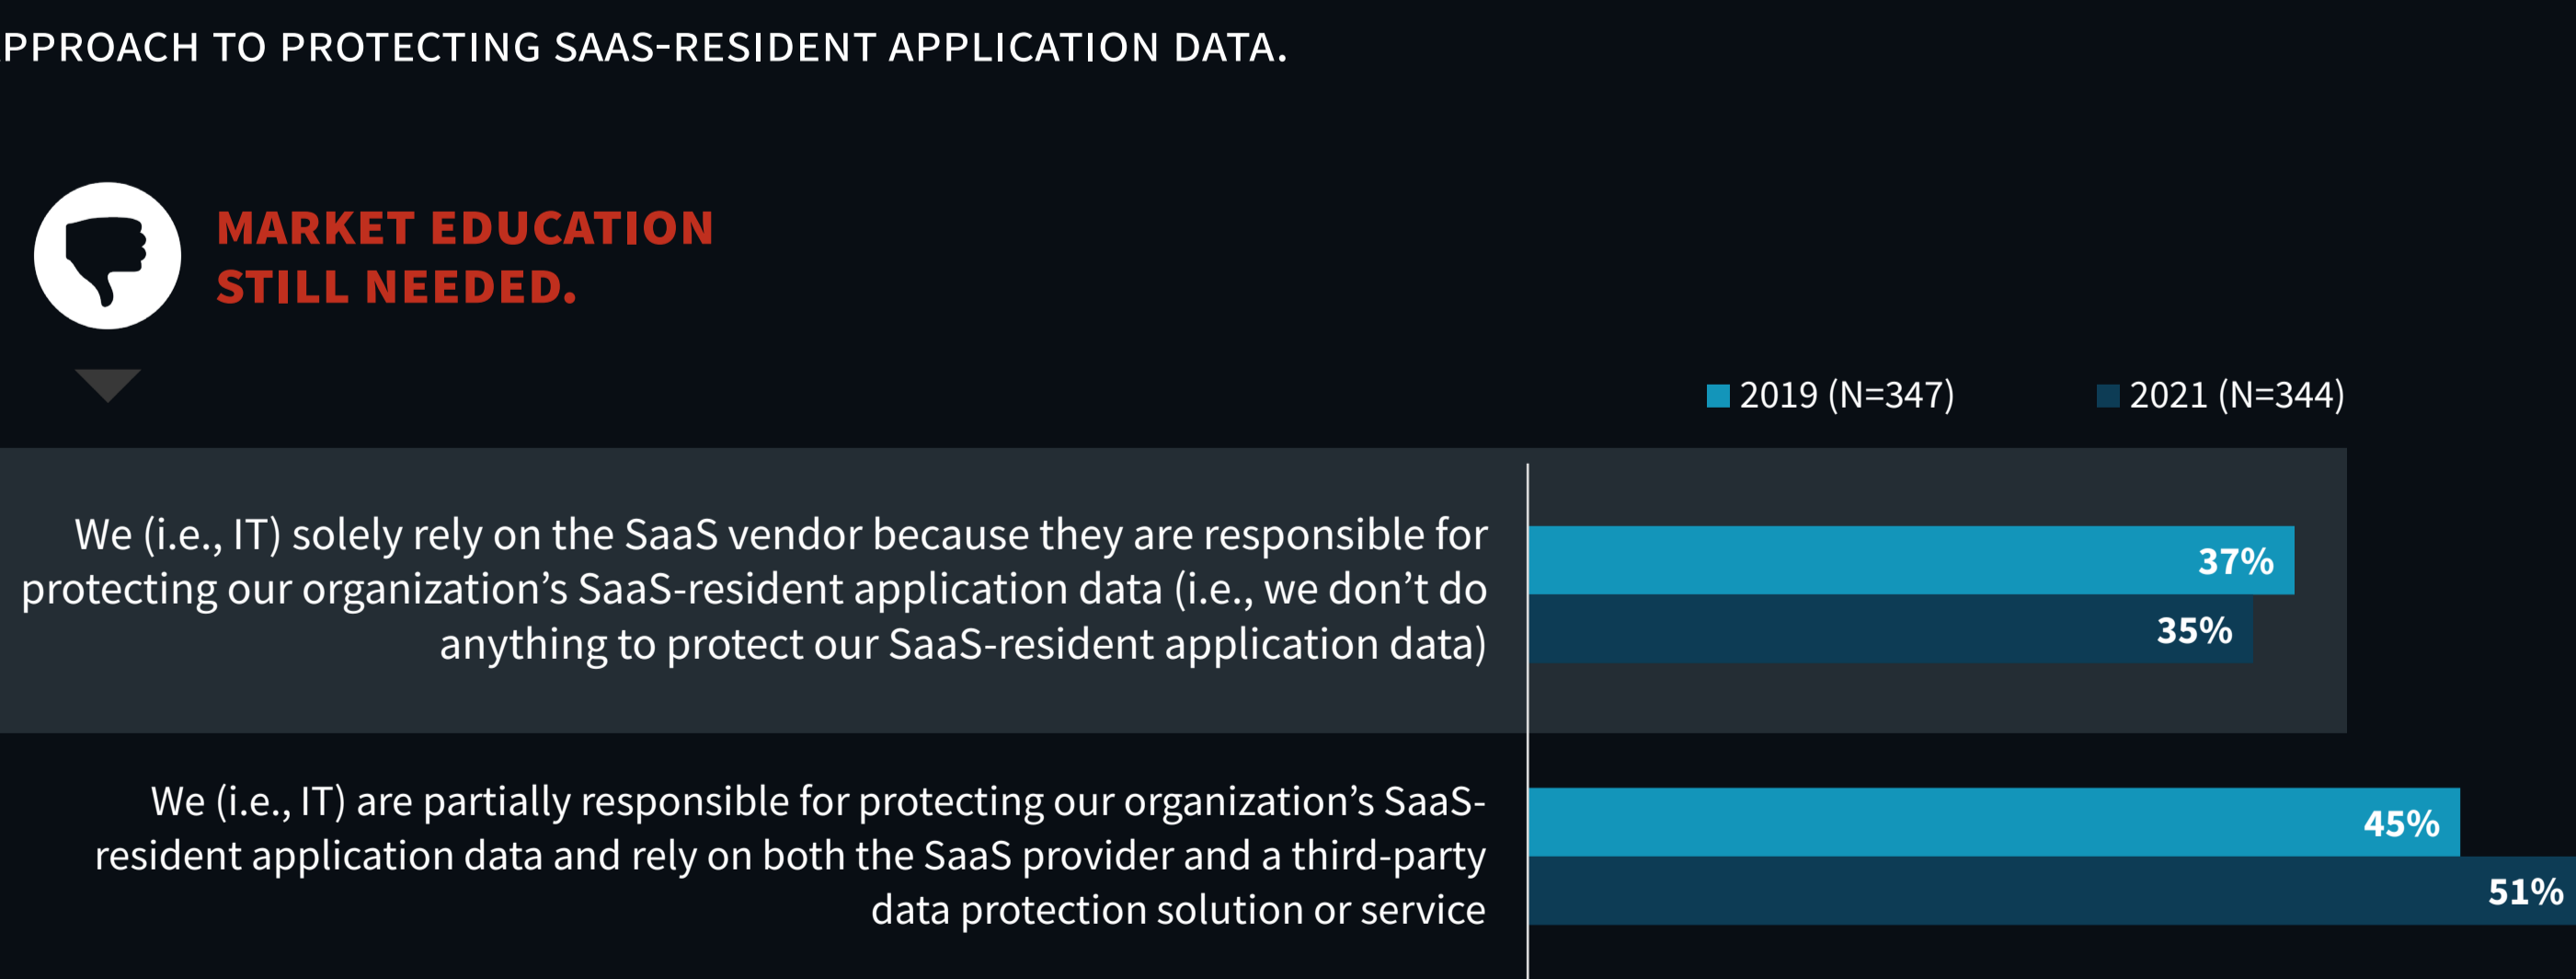 PPROACH TO PROTECTING SAAS-RESIDENT APPLICATION DATA.
MARKET EDUCATION
STILL NEEDED.
2019 (N=347)
2021 (N=344)
We (i.e., IT) solely rely on the SaaS vendor because they are responsible for
protecting our organization’s SaaS-resident application data (i.e., we don’t do
anything to protect our SaaS-resident application data)
37%
35%
We (i.e., IT) are partially responsible for protecting our organization’s SaaS-
resident application data and rely on both the SaaS provider and a third-party
data protection solution or service
45%
51%